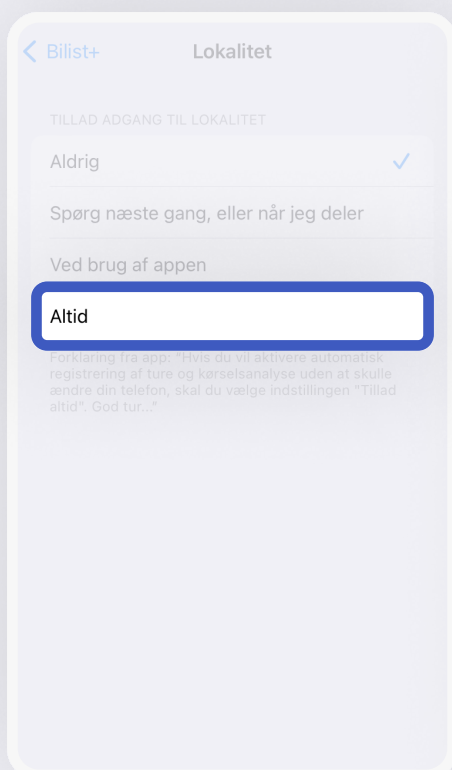 Bilist+ Lokalitet
TILLAD ADGANG TIL LOKALITET
Aldrig
Spørg næste gang, eller når jeg deler
Ved brug af appen
Altid
Forklaring fra app: "Hvis du vil aktivere automatisk
registrering af ture og kørselsanalyse uden at skulle
ændre din telefon, skal du vælge indstillingen "Tillad
altid". God tur..."